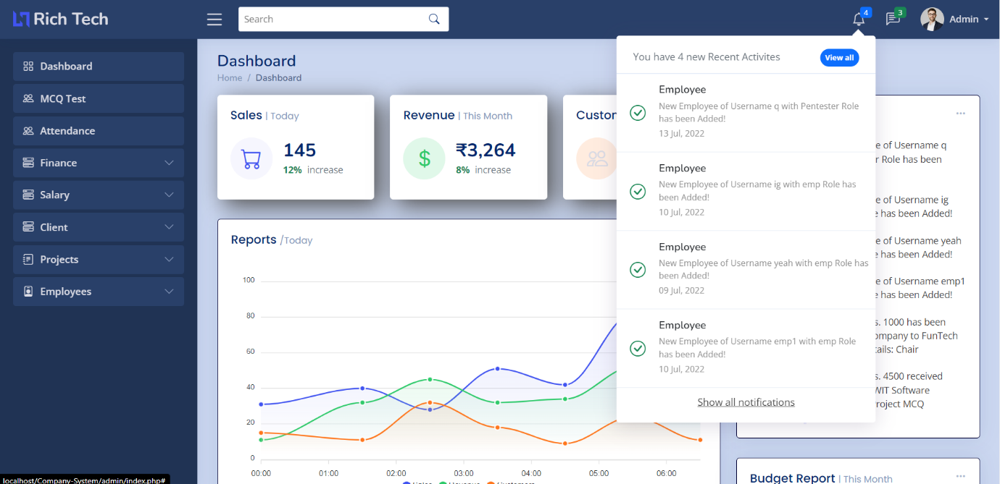 Rich Tech
Search
4
3
Admin
Dashboard
MCQ Test
Attendance
Finance
Salary
Client
Projects
Employees
Dashboard
Home / Dashboard
Sales | Today
145
12% increase
Revenue | This Month
₹3,264
8% increase
Custon
Reports /Today
100
80
60
40
20
0
00:00 01:00 02:00 03:00 04:00 05:00 06:00
Sales Revenue Customers
You have 4 new Recent Activites
View all
Employee
New Employee of Username q with Pentester Role
has been Added!
13 Jul, 2022
Employee
New Employee of Username ig with emp Role has
been Added!
10 Jul, 2022
Employee
New Employee of Username yeah with emp Role has
been Added!
09 Jul, 2022
Employee
New Employee of Username emp1 with emp Role
has been Added!
10 Jul, 2022
Show all notifications
e of Username q
r Role has been
e of Username ig
e has been Added!
e of Username yeah
e has been Added!
e of Username emp1
e has been Added!
s. 1000 has been
ompany to FunTech
tails: Chair
s. 4500 received
WIT Software
roject MCQ
Budget Report | This Month
localhost/Company-System/admin/index.php#